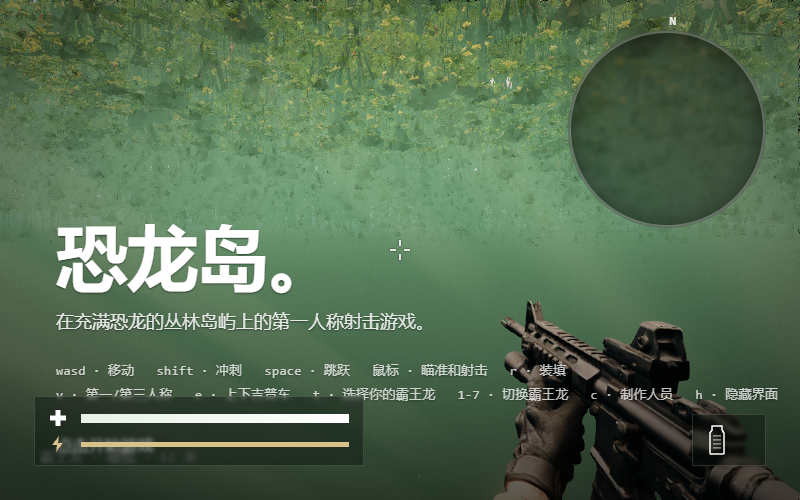 N
恐龙岛。
在充满恐龙的丛林岛屿上的第一人称射击游戏。
wasd · 移动 shift · 冲刺 space · 跳跃 鼠标 · 瞄准和射击 r · 装填
v · 第一/第三人称 e · 上下吉普车 t · 选择你的霸王龙 1-7 · 切换霸王龙 c · 制作人员 h · 隐藏界面